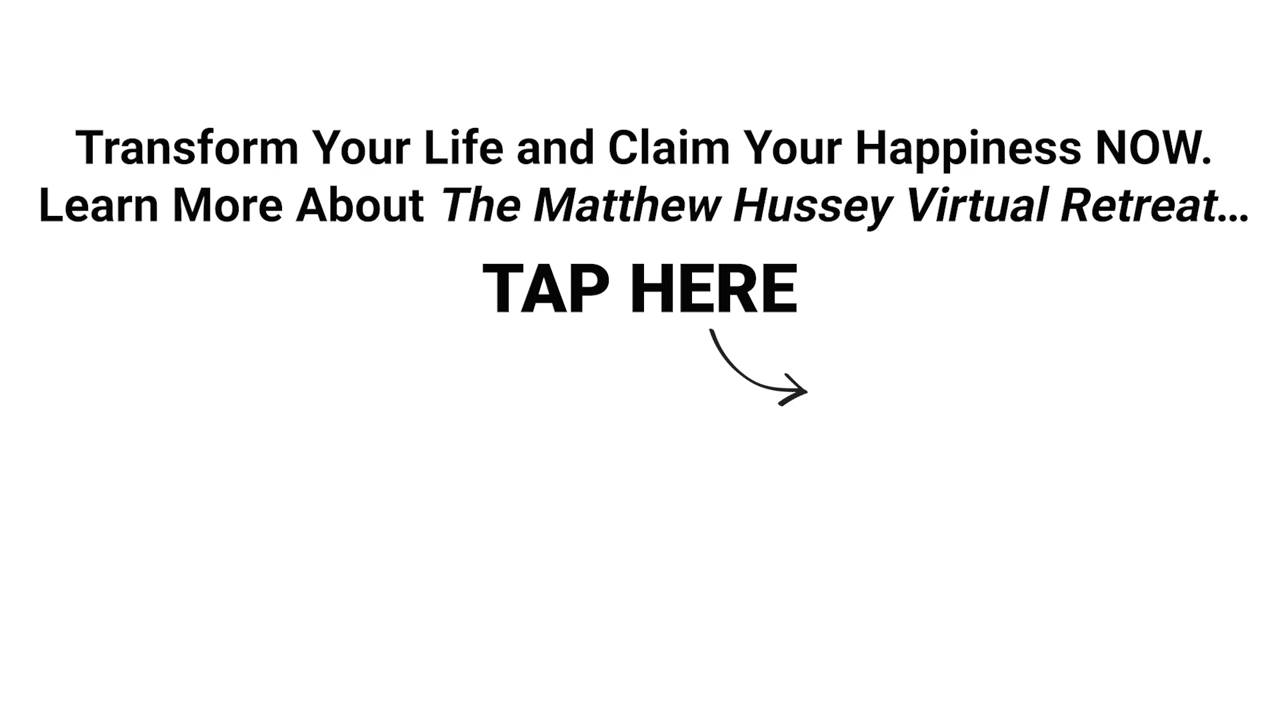 Transform Your Life and Claim Your Happiness NOW.
Learn More About The Matthew Hussey Virtual Retreat...
TAP HERE